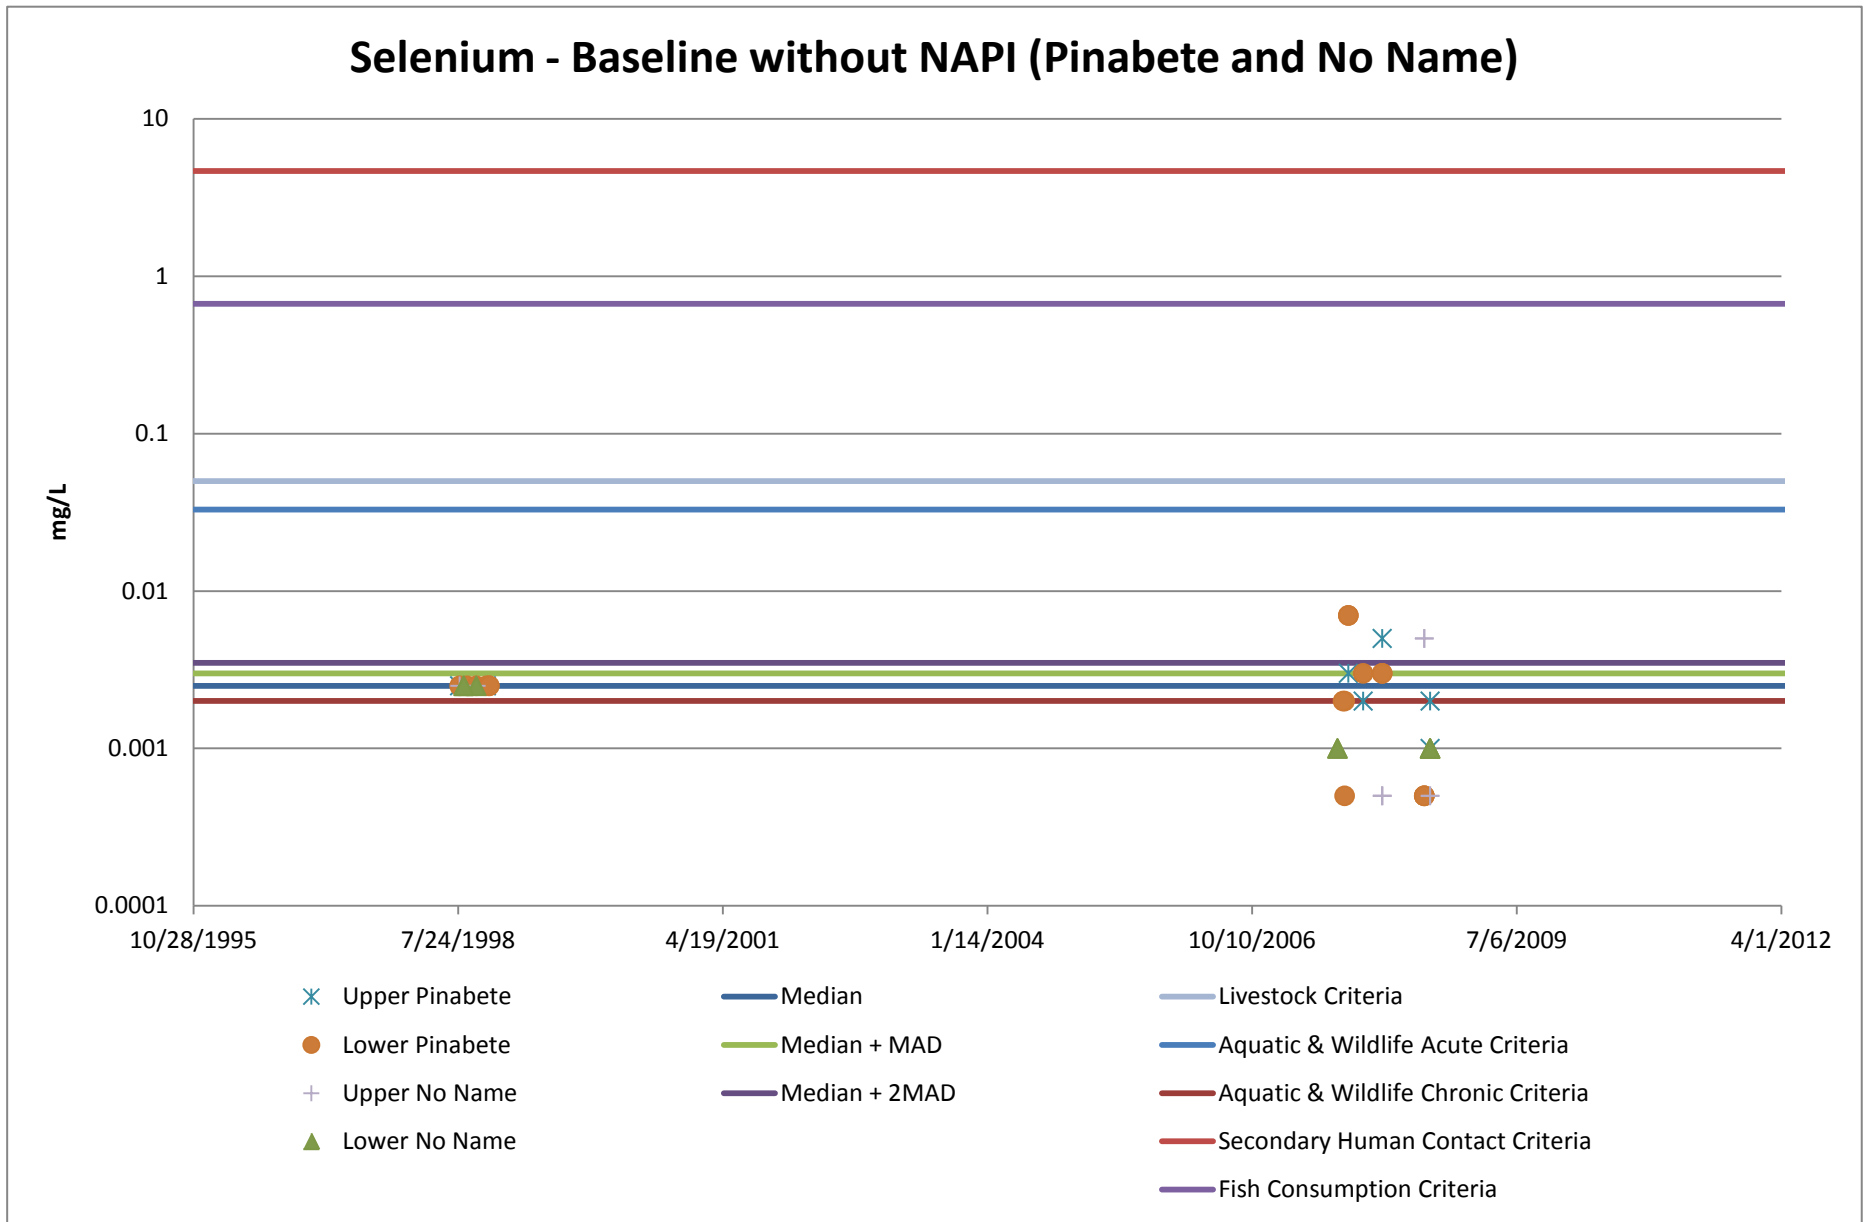 Selenium - Baseline without NAPI (Pinabete and No Name)
10
1
0.1
0.01
0.001
0.0001
mg/L
10/28/1995 7/24/1998 4/19/2001 1/14/2004 10/10/2006 7/6/2009 4/1/2012
Upper Pinabete Median Livestock Criteria
Lower Pinabete Median + MAD Aquatic & Wildlife Acute Criteria
Upper No Name Median + 2MAD Aquatic & Wildlife Chronic Criteria
Lower No Name Secondary Human Contact Criteria
Fish Consumption Criteria